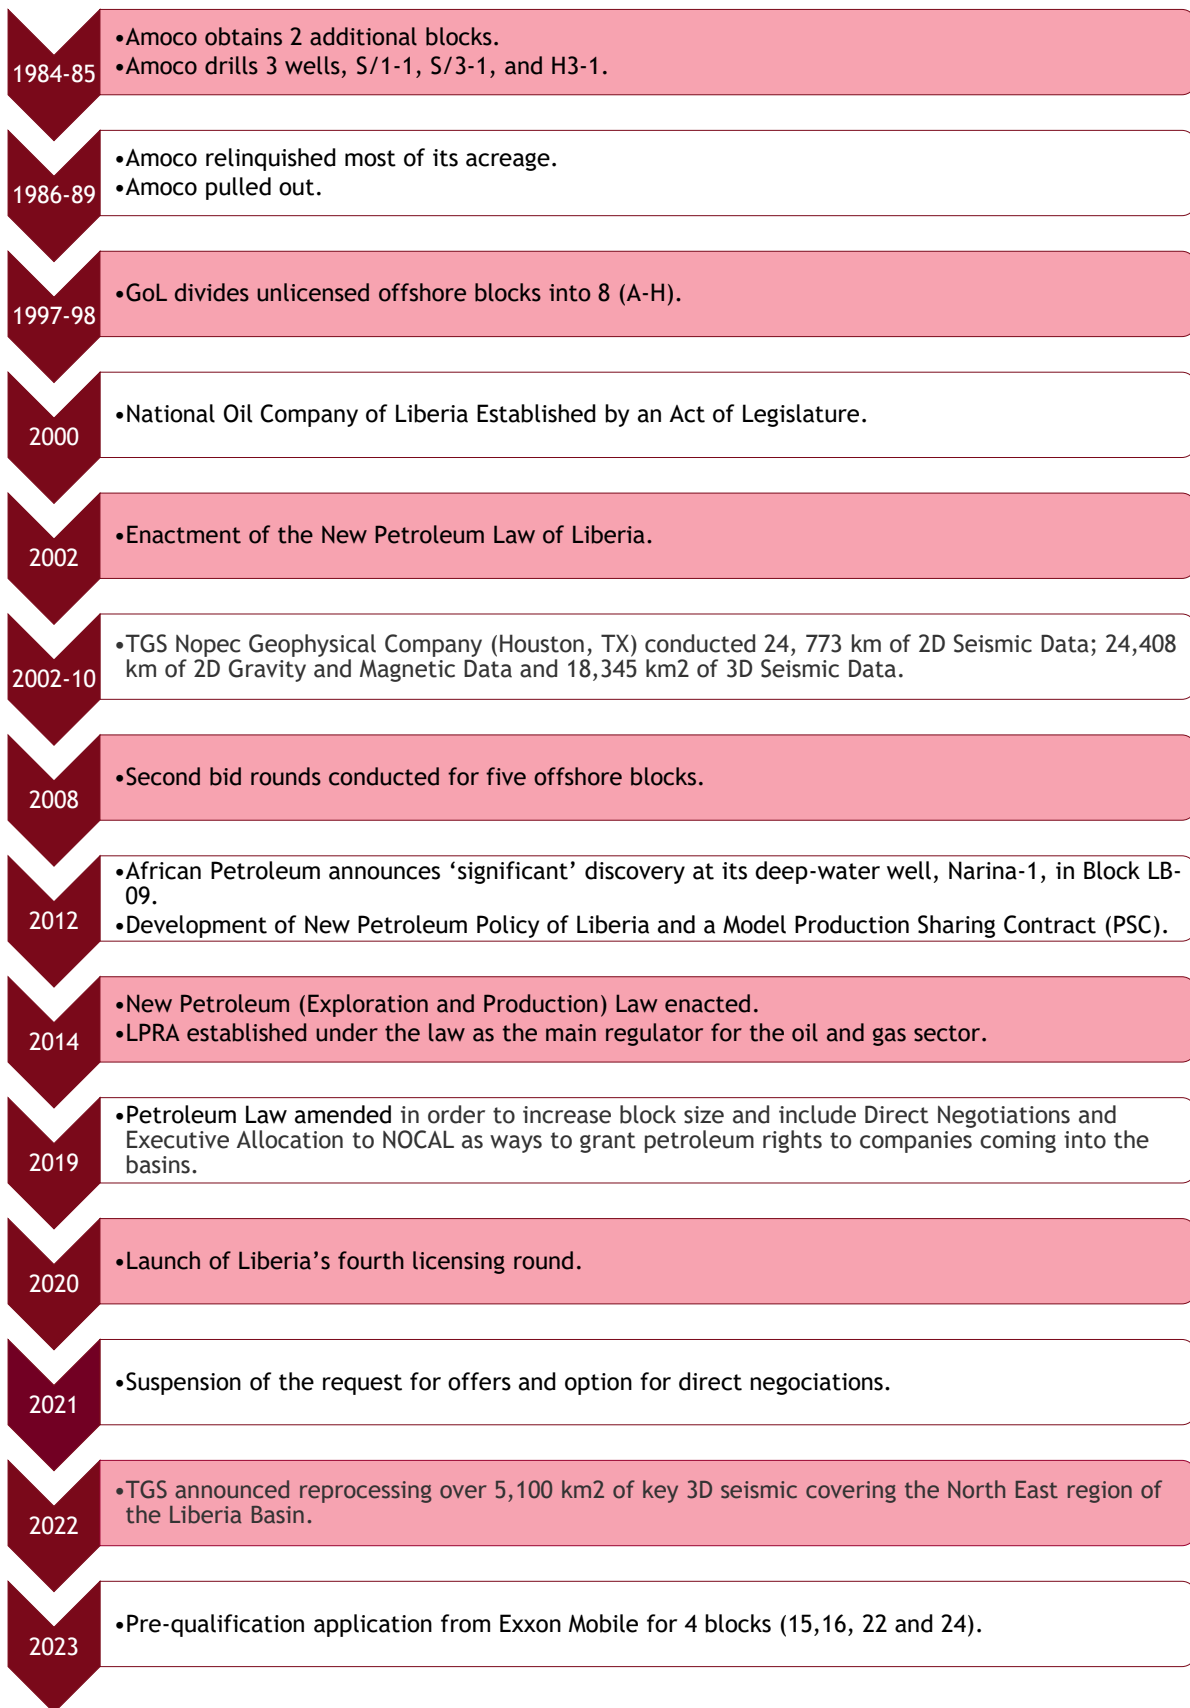 1984-85
•Amoco obtains 2 additional blocks.
•Amoco drills 3 wells, S/1-1, S/3-1, and H3-1.
1986-89
•Amoco relinquished most of its acreage.
•Amoco pulled out.
1997-98
•GoL divides unlicensed offshore blocks into 8 (A-H).
2000
•National Oil Company of Liberia Established by an Act of Legislature.
2002
•Enactment of the New Petroleum Law of Liberia.
2002-10
•TGS Nopec Geophysical Company (Houston, TX) conducted 24, 773 km of 2D Seismic Data; 24,408
km of 2D Gravity and Magnetic Data and 18,345 km2 of 3D Seismic Data.
2008
•Second bid rounds conducted for five offshore blocks.
2012
•African Petroleum announces ‘significant’ discovery at its deep-water well, Narina-1, in Block LB-
09.
•Development of New Petroleum Policy of Liberia and a Model Production Sharing Contract (PSC).
2014
•New Petroleum (Exploration and Production) Law enacted.
•LPRA established under the law as the main regulator for the oil and gas sector.
2019
•Petroleum Law amended in order to increase block size and include Direct Negotiations and
Executive Allocation to NOCAL as ways to grant petroleum rights to companies coming into the
basins.
2020
•Launch of Liberia’s fourth licensing round.
2021
•Suspension of the request for offers and option for direct negociations.
2022
•TGS announced reprocessing over 5,100 km2 of key 3D seismic covering the North East region of
the Liberia Basin.
2023
•Pre-qualification application from Exxon Mobile for 4 blocks (15,16, 22 and 24).